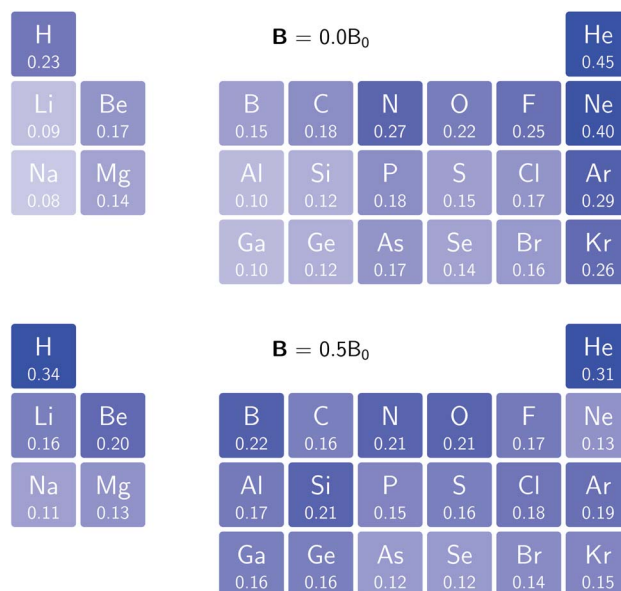 H B = 0.0B₀ He
0.23 0.45
Li Be B C N O F Ne
0.09 0.17 0.15 0.18 0.27 0.22 0.25 0.40
Na Mg Al Si P S Cl Ar
0.08 0.14 0.10 0.12 0.18 0.15 0.17 0.29
Ga Ge As Se Br Kr
0.10 0.12 0.17 0.14 0.16 0.26
H B = 0.5B₀ He
0.34 0.31
Li Be B C N O F Ne
0.16 0.20 0.22 0.16 0.21 0.21 0.17 0.13
Na Mg Al Si P S Cl Ar
0.11 0.13 0.17 0.21 0.15 0.16 0.18 0.19
Ga Ge As Se Br Kr
0.16 0.16 0.12 0.12 0.14 0.15